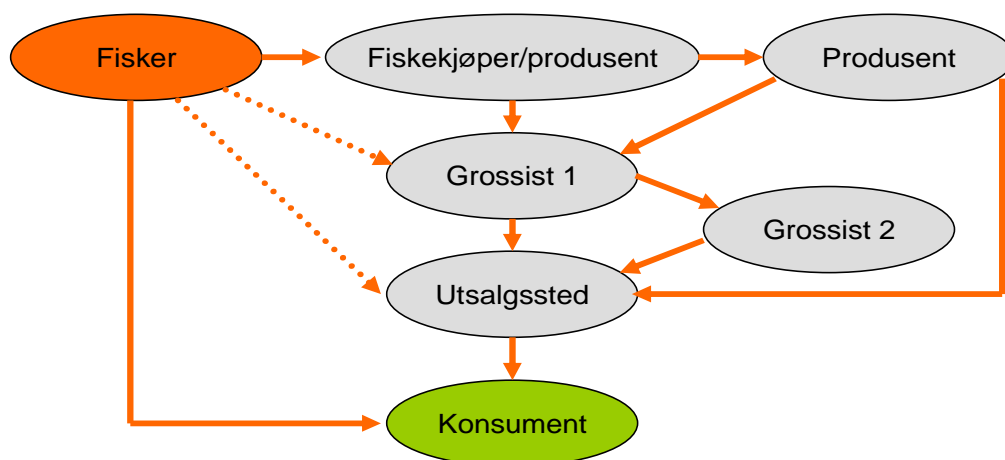 Fisker
Fiskekjøper/produsent
Produsent
Grossist 1
Grossist 2
Utsalgssted
Konsument